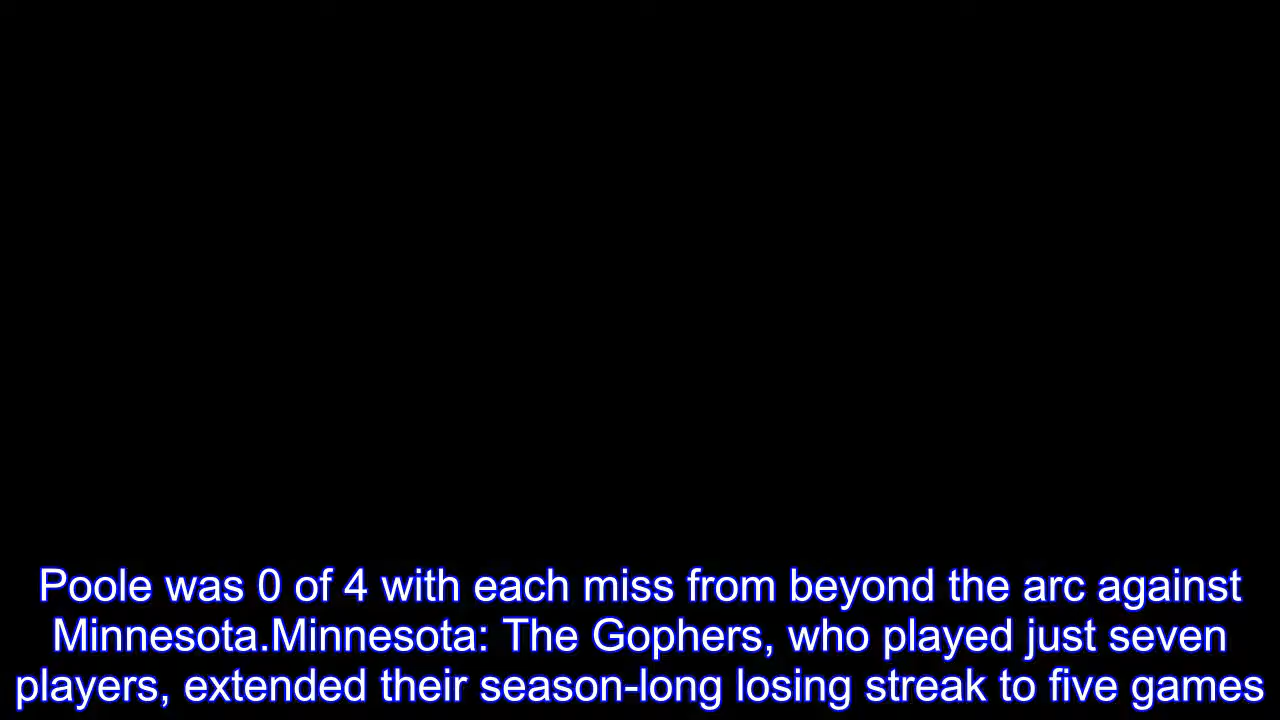 Poole was 0 of 4 with each miss from beyond the arc against
Minnesota.Minnesota: The Gophers, who played just seven
players, extended their season-long losing streak to five games